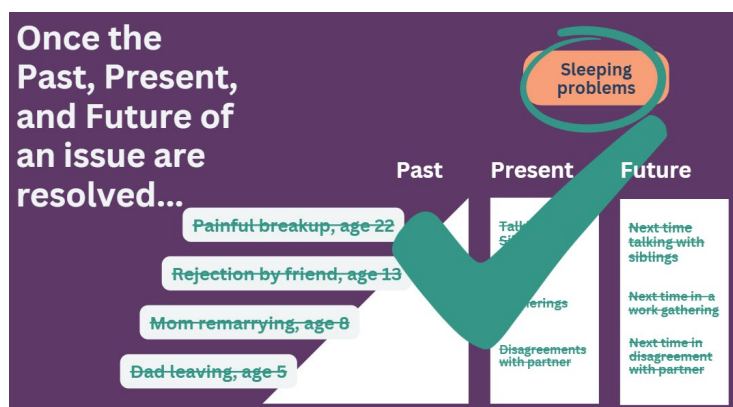 Once the
Past, Present,
and Future of
an issue are
resolved...
Sleeping
problems
Past
Present
Future
Painful breakup, age 22
Rejection by friend, age 13
Mom remarrying, age 8
Dad leaving, age 5
Disagreements
with partner
Next time
talking with
siblings
Next time in a
work gathering
Next time in
disagreement
with partner